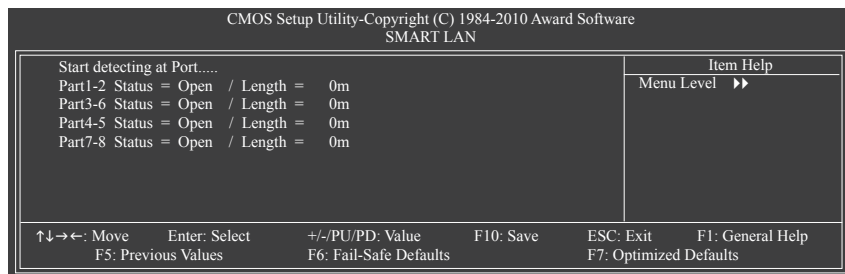 CMOS Setup Utility-Copyright (C) 1984-2010 Award Software
SMART LAN
Start detecting at Port.....
Part1-2 Status = Open / Length = 0m
Part3-6 Status = Open / Length = 0m
Part4-5 Status = Open / Length = 0m
Part7-8 Status = Open / Length = 0m
Item Help
Menu Level ▶▶
↑↓→←: Move Enter: Select +/-/PU/PD: Value F10: Save ESC: Exit F1: General Help
F5: Previous Values F6: Fail-Safe Defaults F7: Optimized Defaults